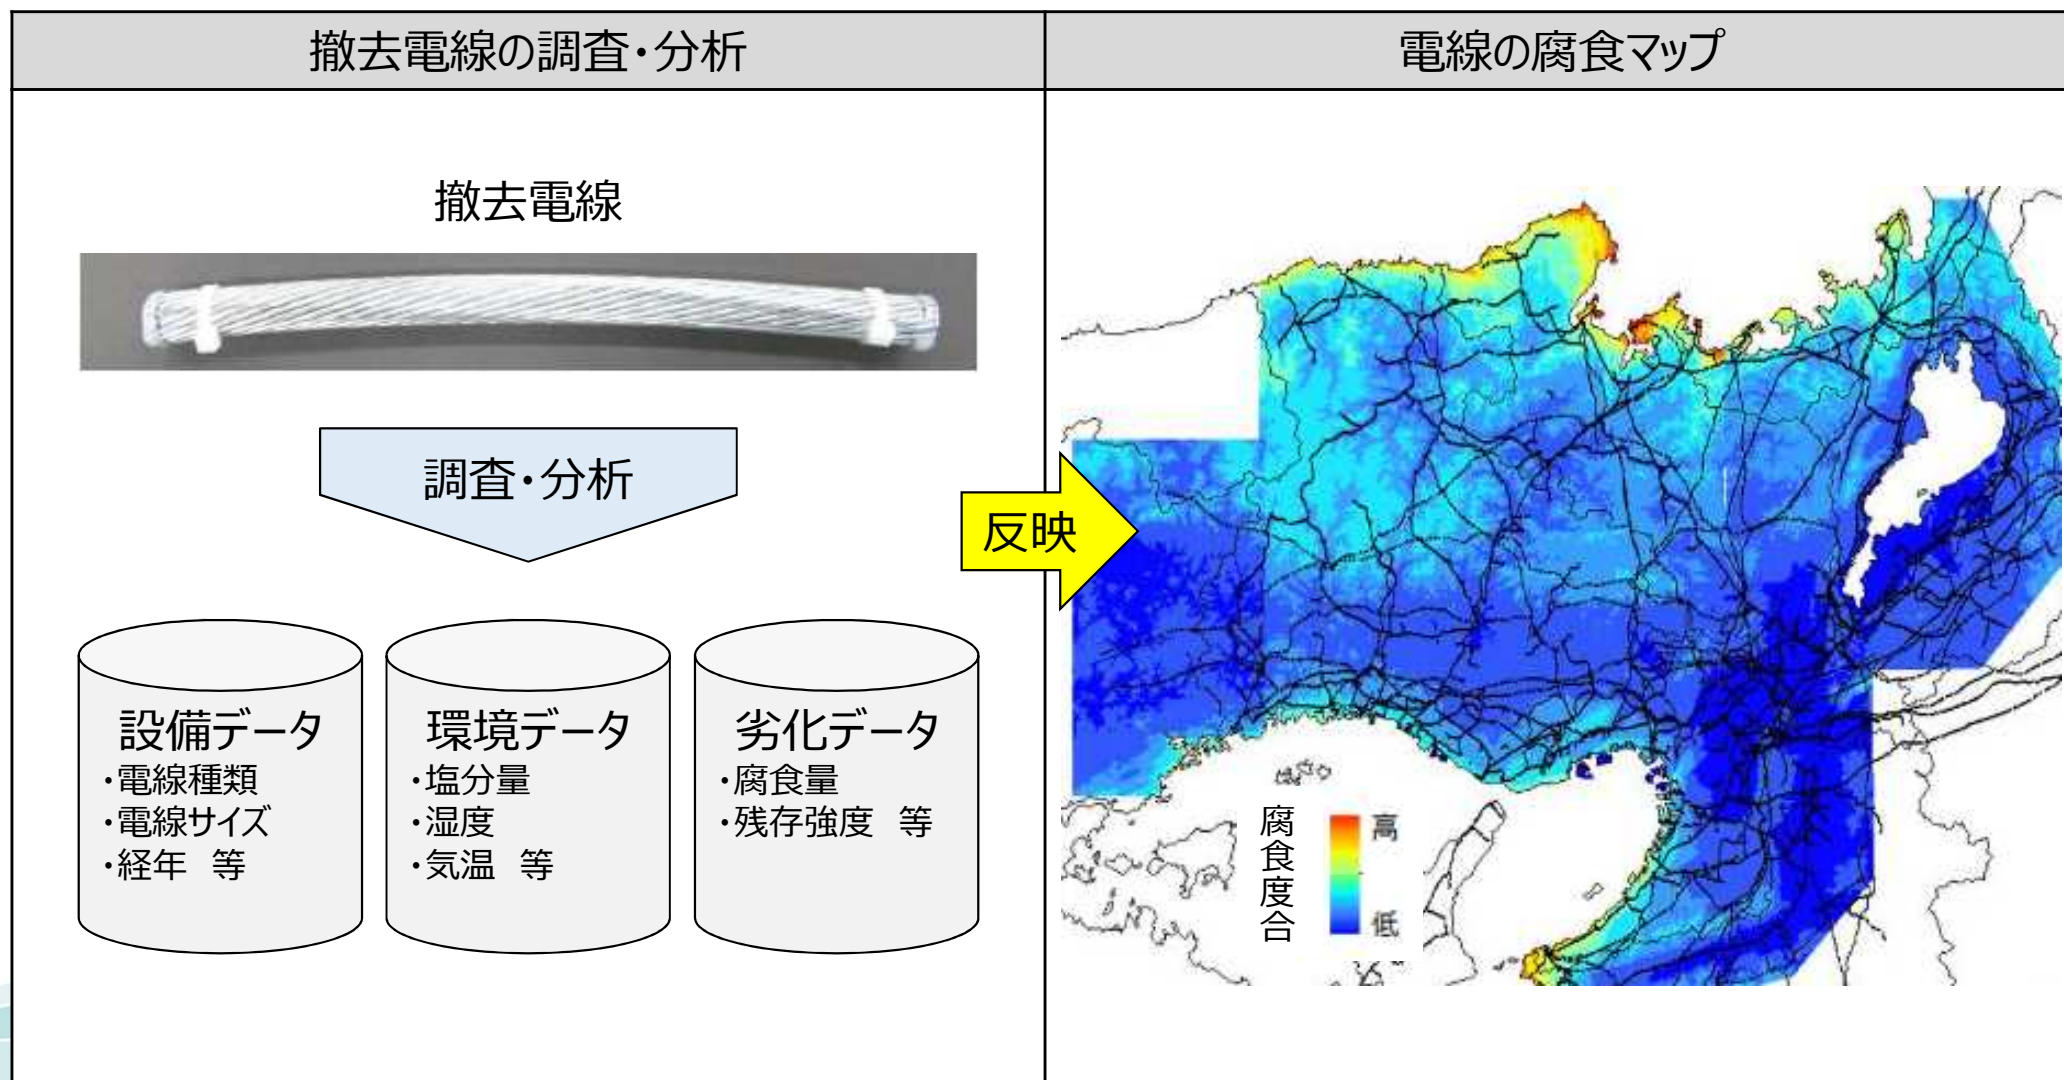 撤去電線の調査・分析
電線の腐食マップ
撤去電線
調査・分析
反映
設備データ
・電線種類
・電線サイズ
・経年　等
環境データ
・塩分量
・湿度
・気温　等
劣化データ
・腐食量
・残存強度　等
腐食度合
高
低